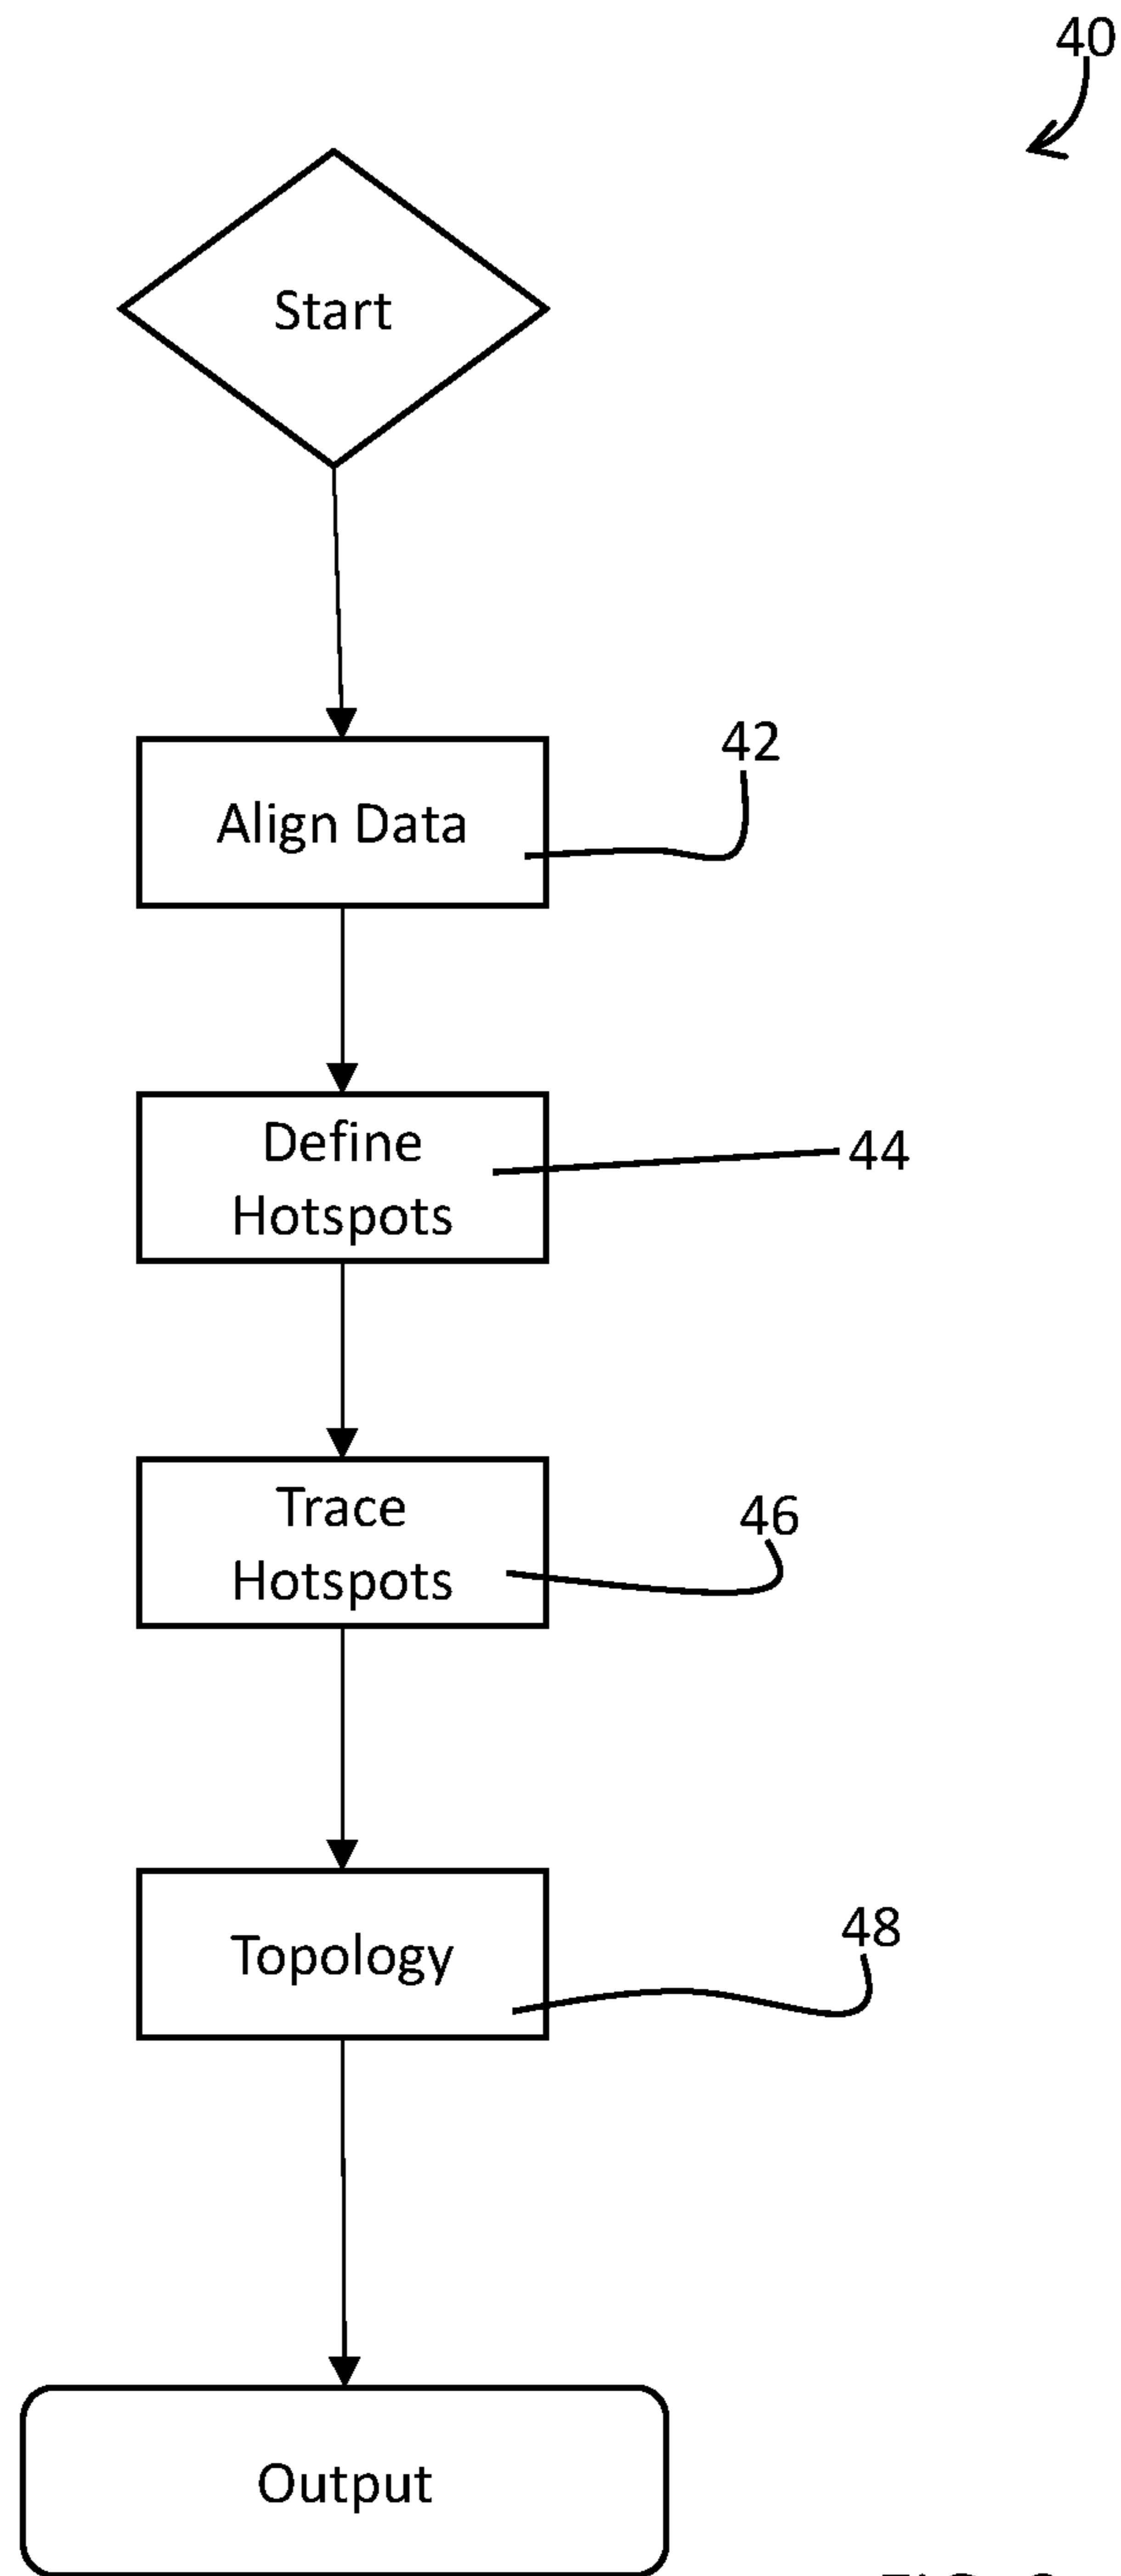 40
Start
42
Align Data
Define
Hotspots
44
Trace
Hotspots
46
Topology
48
Output